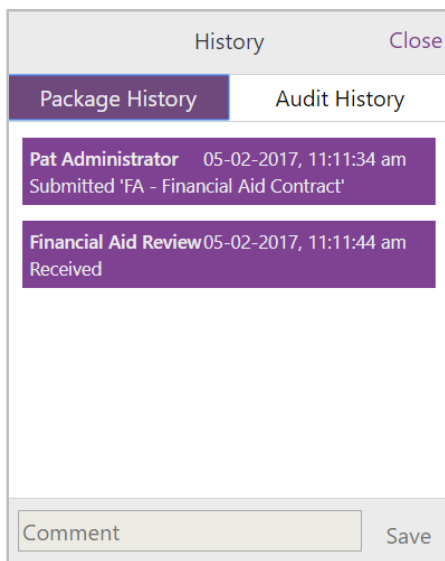 History Close
Package History Audit History
Pat Administrator 05-02-2017, 11:11:34 am
Submitted 'FA - Financial Aid Contract'
Financial Aid Review 05-02-2017, 11:11:44 am
Received
Comment Save